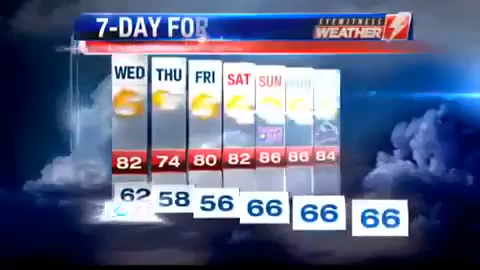 7-DAY FOR
EYEWITNESS
WEATHER
WED THU FRI SAT SUN
82 74 80 82 86 86 84
62 58 56 66 66 66